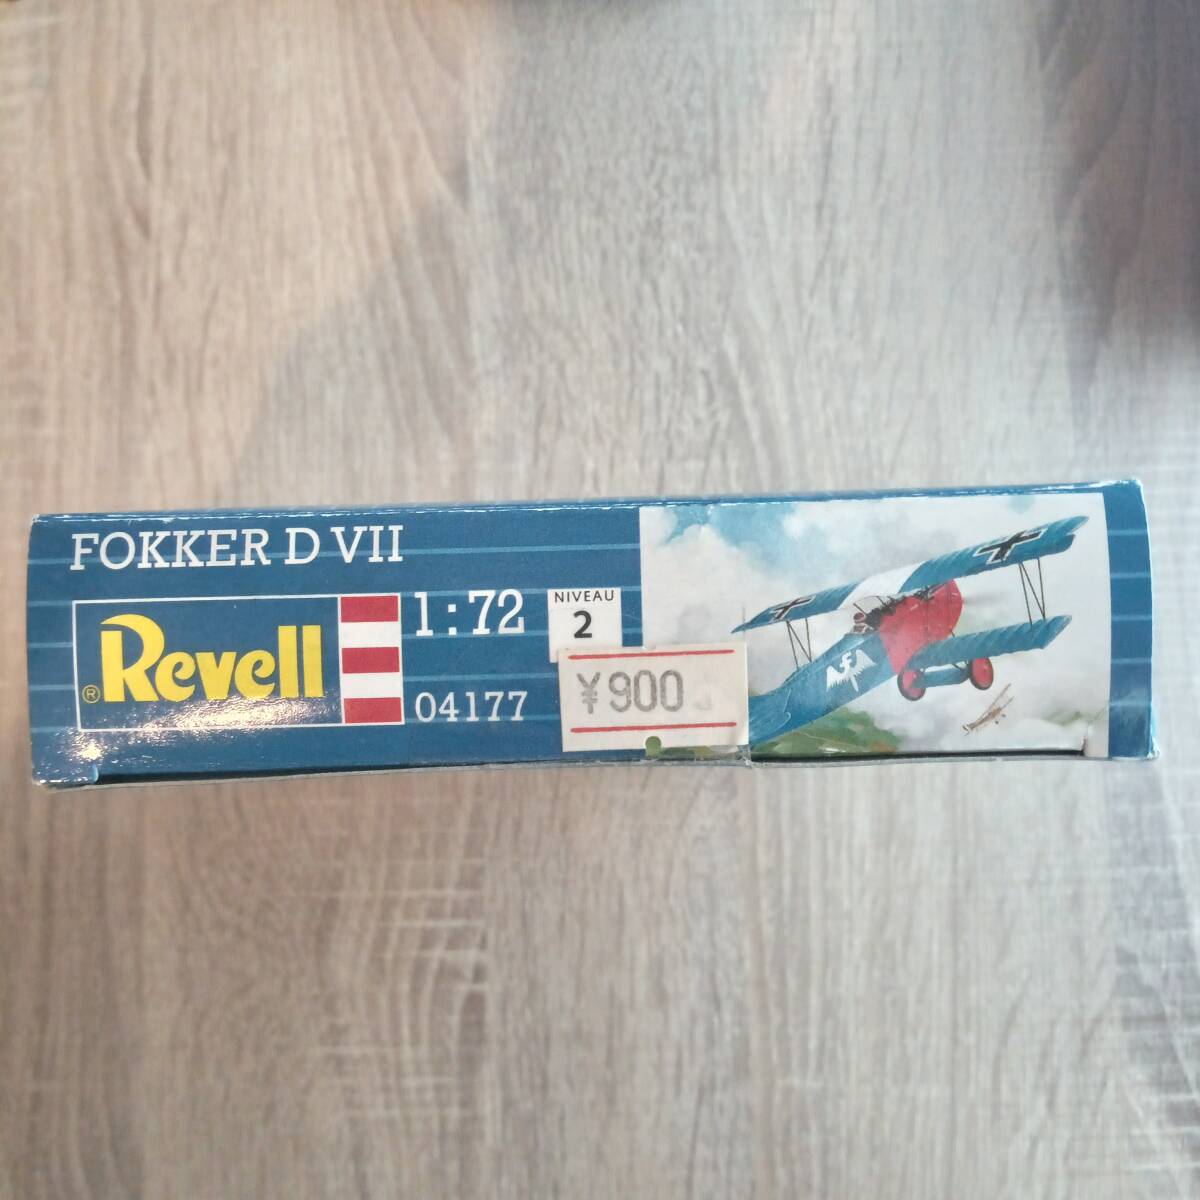 FOKKER D VII
® Revell
1:72
04177
NIVEAU
2
¥900